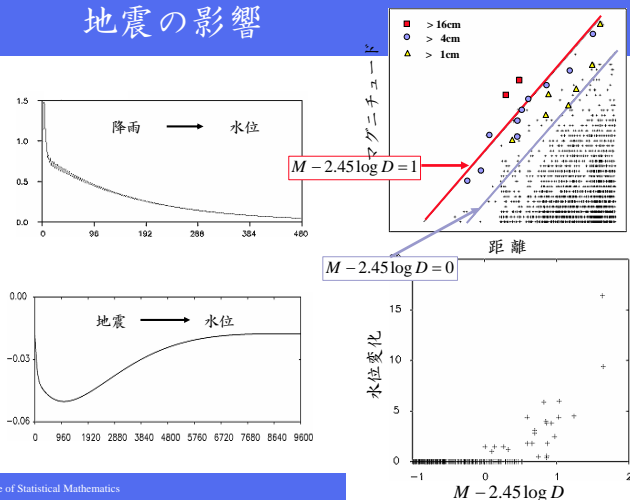 地震の影響
> 16cm
> 4cm
> 1cm
マグニチュード
距離
M − 2.45 log D = 1
M − 2.45 log D = 0
1.5
1.0
0.5
0.0
降雨 → 水位
0 96 192 288 384 480
0.00
−0.03
−0.06
地震 → 水位
0 960 1920 2880 3840 4800 5760 6720 7680 8640 9600
水位変化
15
10
5
0
−1 0 1 2
M − 2.45 log D
e of Statistical Mathematics